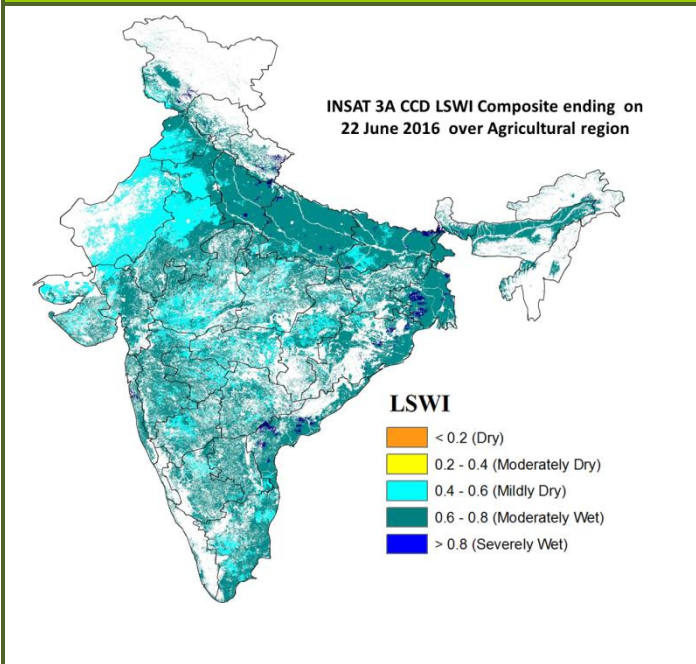 INSAT 3A CCD LSWI Composite ending on
22 June 2016 over Agricultural region
LSWI
< 0.2 (Dry)
0.2 - 0.4 (Moderately Dry)
0.4 - 0.6 (Mildly Dry)
0.6 - 0.8 (Moderately Wet)
> 0.8 (Severely Wet)